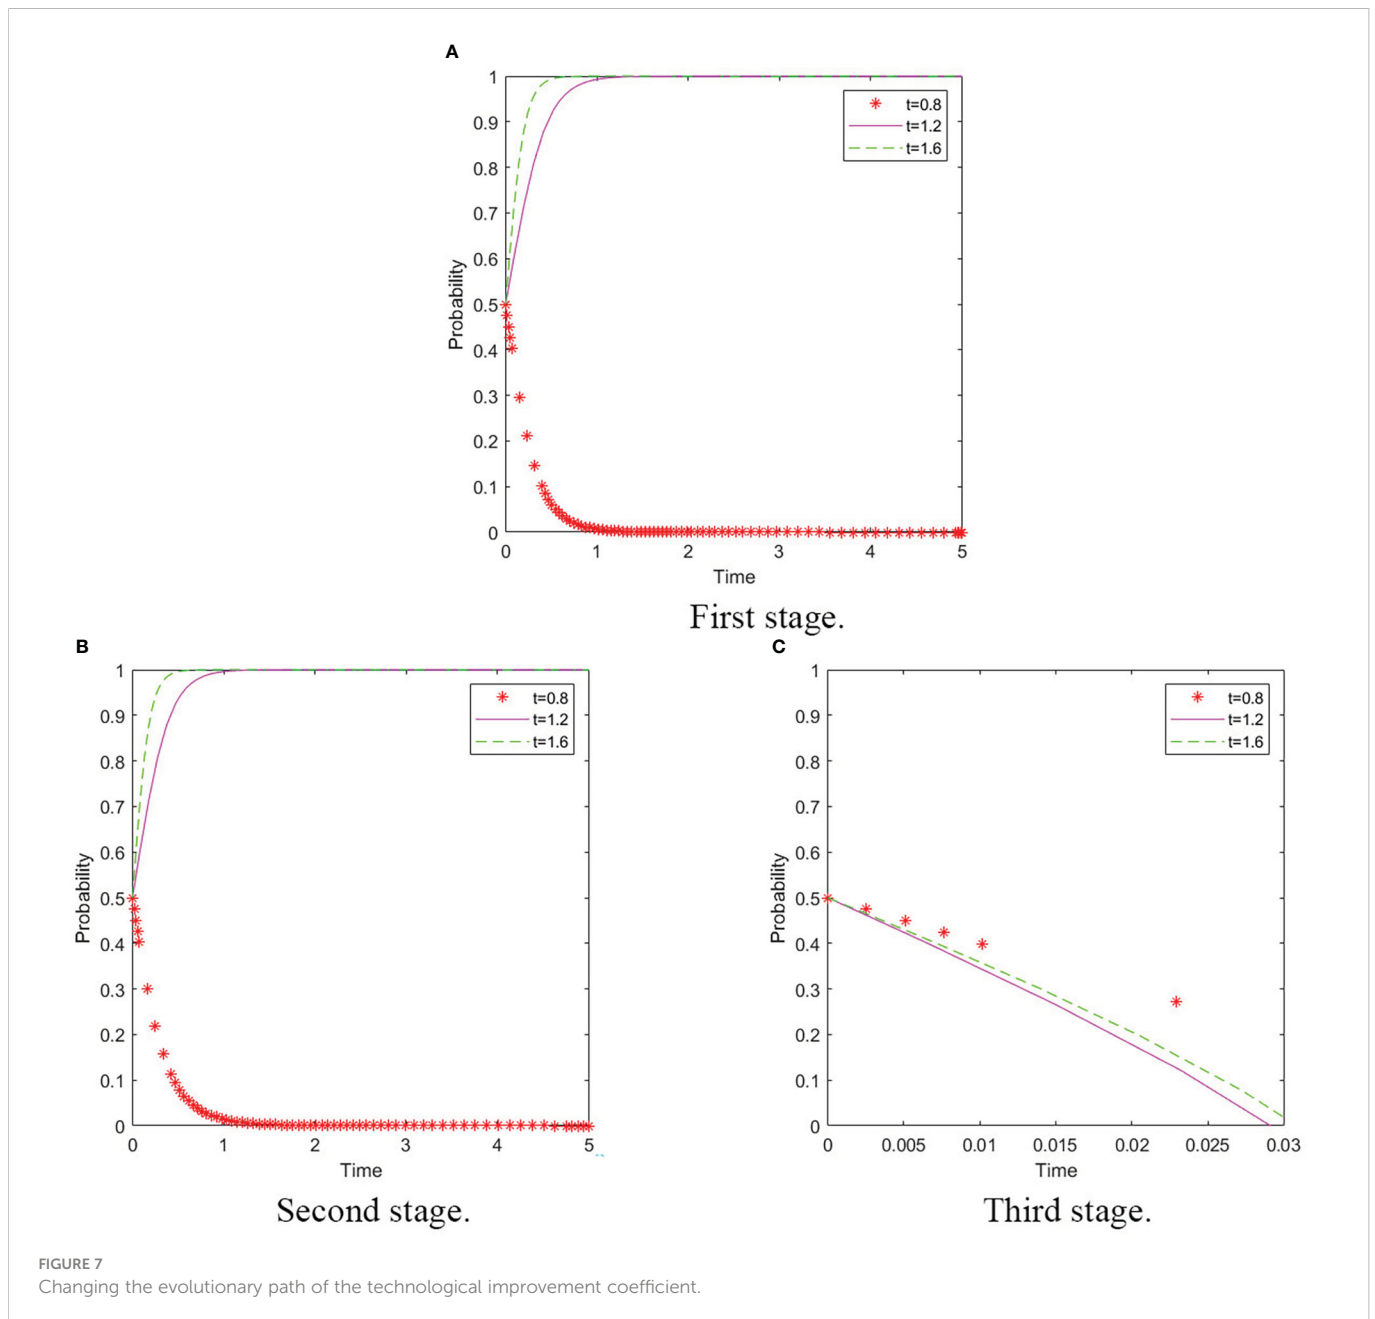 A
1
0.9
0.8
0.7
0.6
0.5
0.4
0.3
0.2
0.1
0
Probability
t=0.8
t=1.2
t=1.6
0 1 2 3 4 5
Time
First stage.
B
1
0.9
0.8
0.7
0.6
0.5
0.4
0.3
0.2
0.1
0
Probability
t=0.8
t=1.2
t=1.6
0 1 2 3 4 5
Time
Second stage.
C
1
0.9
0.8
0.7
0.6
0.5
0.4
0.3
0.2
0.1
0
Probability
t=0.8
t=1.2
t=1.6
0 0.005 0.01 0.015 0.02 0.025 0.03
Time
Third stage.
FIGURE 7
Changing the evolutionary path of the technological improvement coefficient.